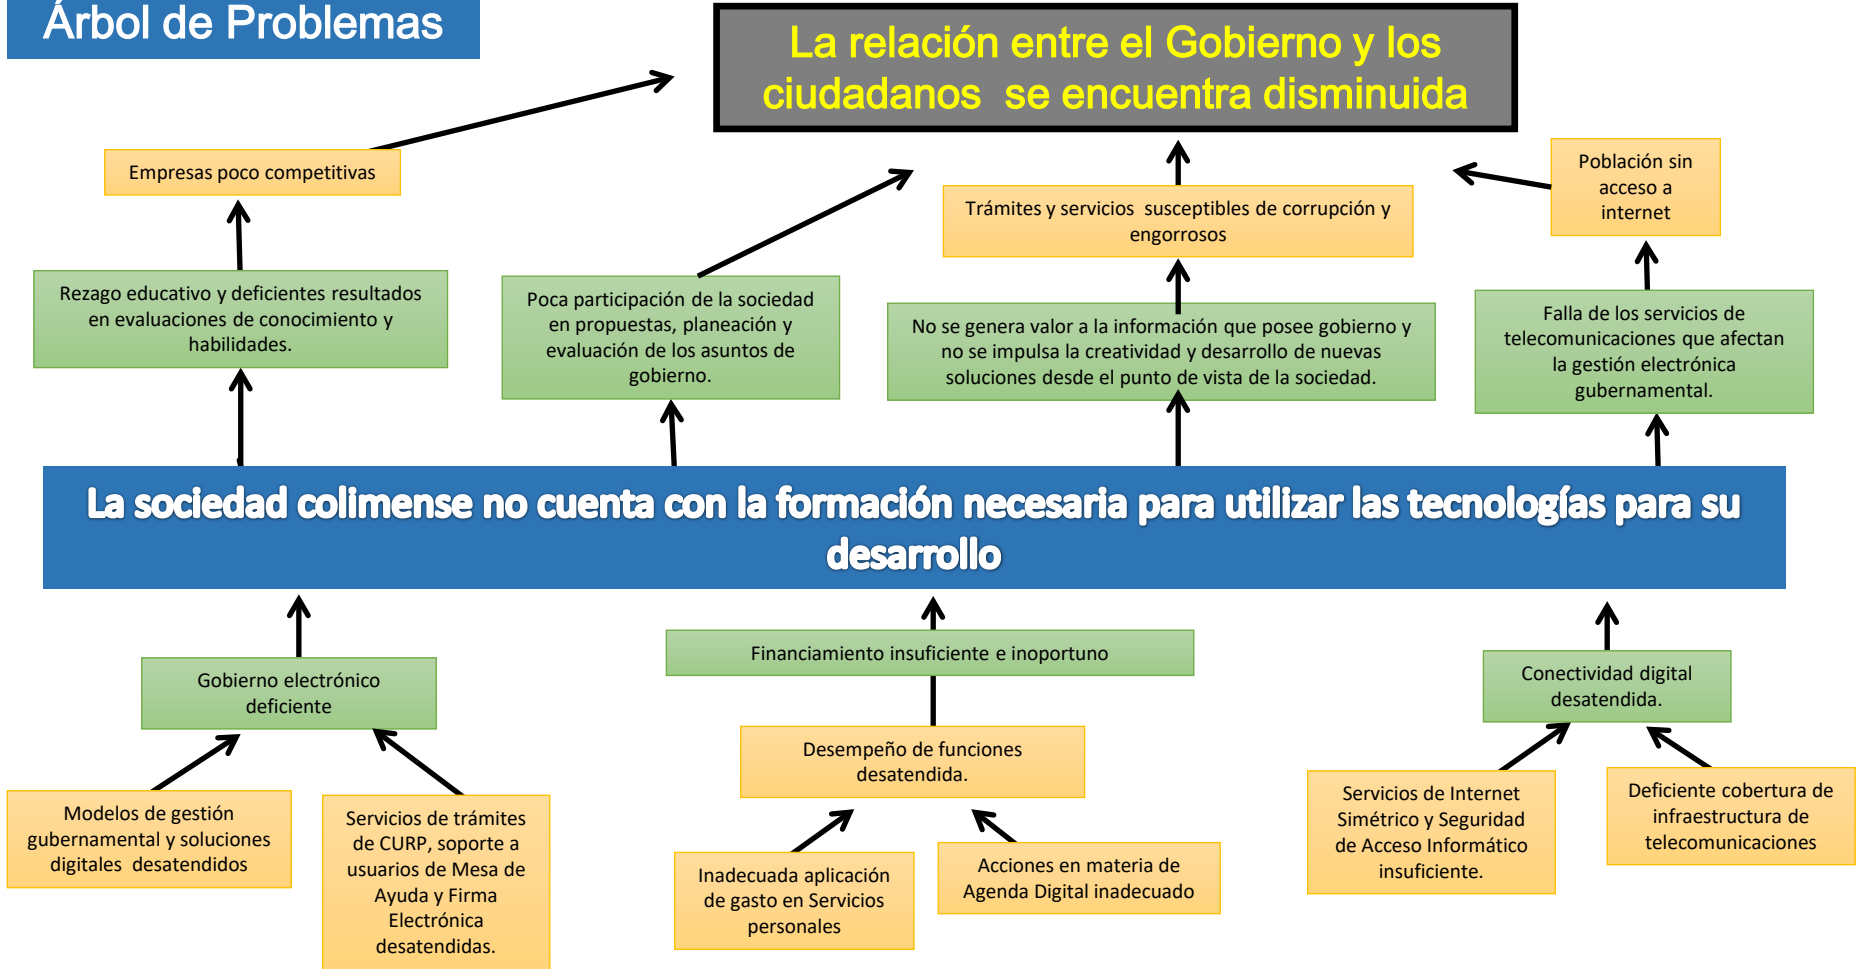 Árbol de Problemas
La relación entre el Gobierno y los
ciudadanos se encuentra disminuida
Empresas poco competitivas
Trámites y servicios susceptibles de corrupción y
engorrosos
Población sin
acceso a
internet
Rezago educativo y deficientes resultados
en evaluaciones de conocimiento y
habilidades.
Poca participación de la sociedad
en propuestas, planeación y
evaluación de los asuntos de
gobierno.
No se genera valor a la información que posee gobierno y
no se impulsa la creatividad y desarrollo de nuevas
soluciones desde el punto de vista de la sociedad.
Falla de los servicios de
telecomunicaciones que afectan
la gestión electrónica
gubernamental.
La sociedad colimense no cuenta con la formación necesaria para utilizar las tecnologías para su
desarrollo
Gobierno electrónico
deficiente
Financiamiento insuficiente e inoportuno
Conectividad digital
desatendida.
Desempeño de funciones
desatendida.
Modelos de gestión
gubernamental y soluciones
digitales desatendidos
Servicios de trámites
de CURP, soporte a
usuarios de Mesa de
Ayuda y Firma
Electrónica
desatendidas.
Inadecuada aplicación
de gasto en Servicios
personales
Acciones en materia de
Agenda Digital inadecuado
Servicios de Internet
Simétrico y Seguridad
de Acceso Informático
insuficiente.
Deficiente cobertura de
infraestructura de
telecomunicaciones